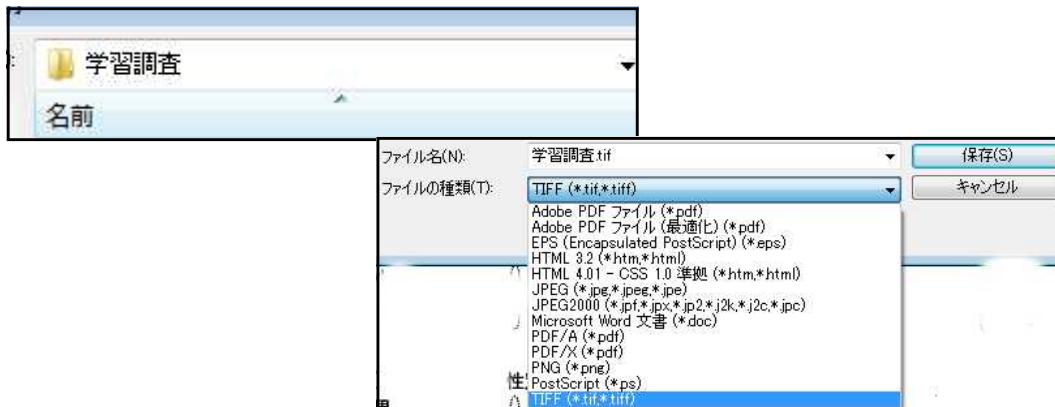 学習調査
名前
ファイル名(N): 学習調査.tif 保存(S)
ファイルの種類(T): TIFF (*.tif,*.tiff) キャンセル
Adobe PDF ファイル (*.pdf)
Adobe PDF ファイル (最適化) (*.pdf)
EPS (Encapsulated PostScript) (*.eps)
HTML 3.2 (*.htm,*.html)
HTML 4.01 - CSS 1.0 準拠 (*.htm,*.html)
JPEG (*.jpg,*.jpeg,*.jpe)
JPEG2000 (*.jpf,*.jpx,*.jp2,*.j2k,*.j2c,*.jpc)
Microsoft Word 文書 (*.doc)
PDF/A (*.pdf)
PDF/X (*.pdf)
PNG (*.png)
PostScript (*.ps)
TIFF (*.tif,*.tiff)
性